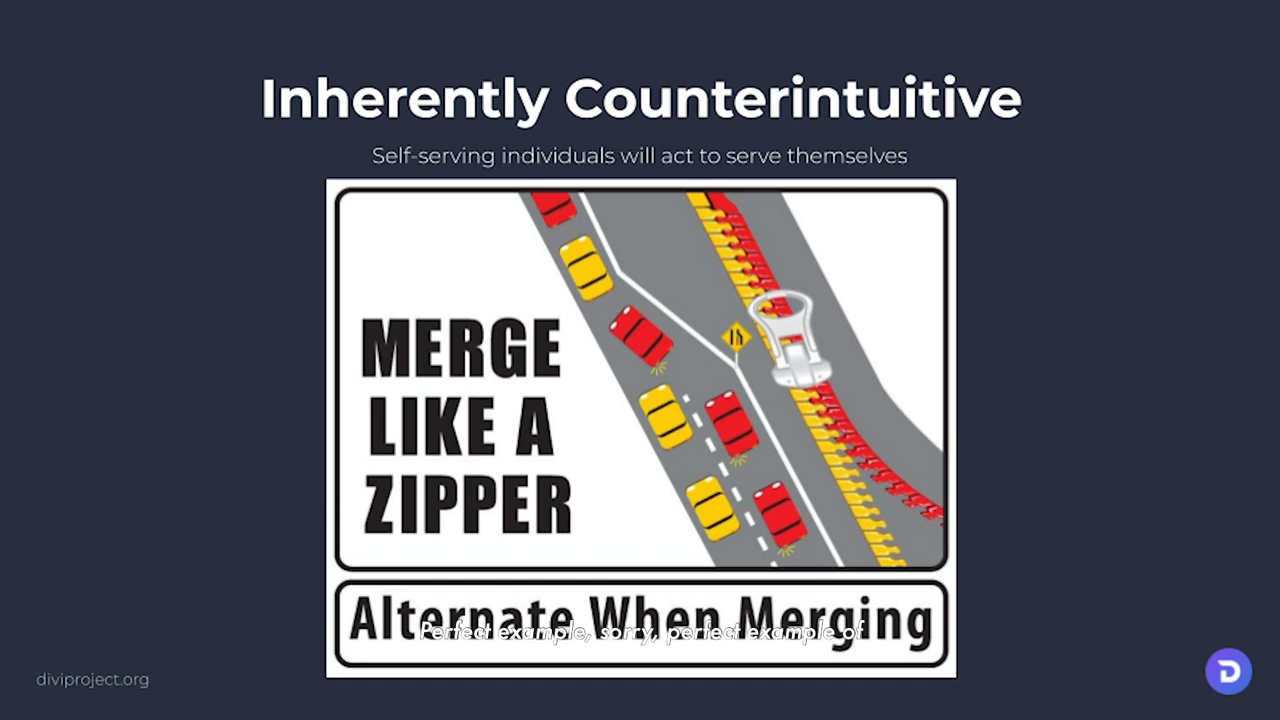 Inherently Counterintuitive
Self-serving individuals will act to serve themselves
MERGE
LIKE A
ZIPPER
Alternate When Merging
Perfect example, sorry, perfect example of
diviproject.org
D